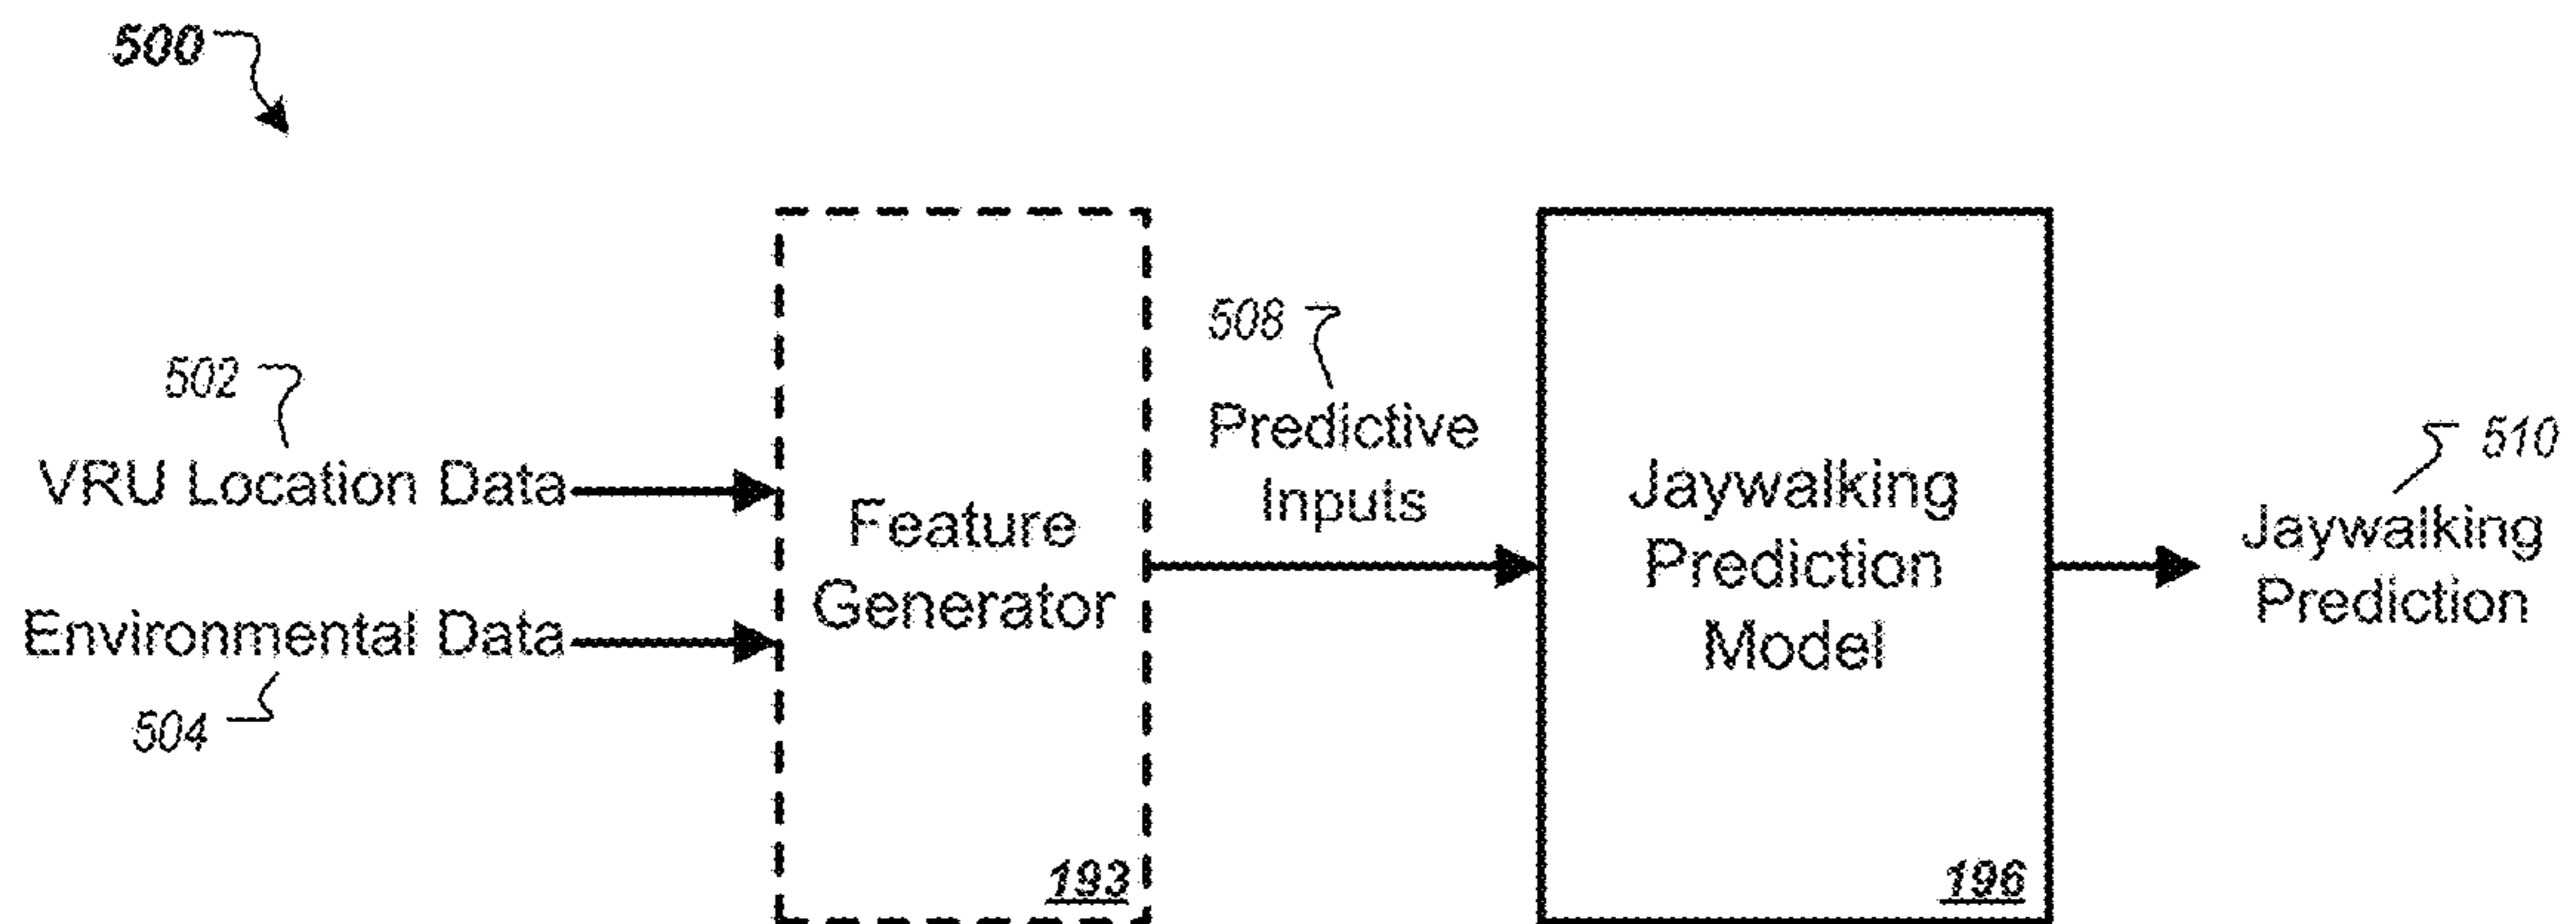 500
502
VRU Location Data
Environmental Data
504
Feature
Generator
193
508
Predictive
Inputs
Jaywalking
Prediction
Model
196
510
Jaywalking
Prediction